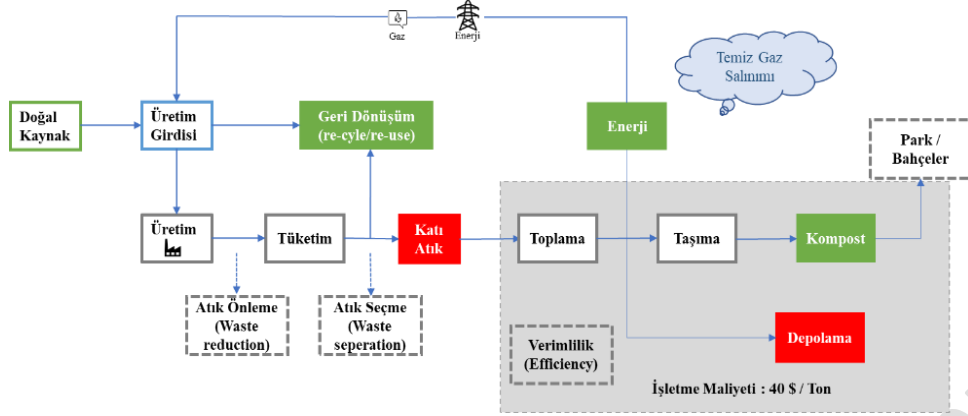 Gaz
Enerji
Temiz Gaz
Salınımı
Doğal
Kaynak
Üretim
Girdisi
Geri Dönüşüm
(re-cyle/re-use)
Enerji
Park /
Bahçeler
Üretim
Tüketim
Katı
Atık
Toplama
Taşıma
Kompost
Atık Önleme
(Waste
reduction)
Atık Seçme
(Waste
seperation)
Verimlilik
(Efficiency)
Depolama
İşletme Maliyeti : 40 $ / Ton